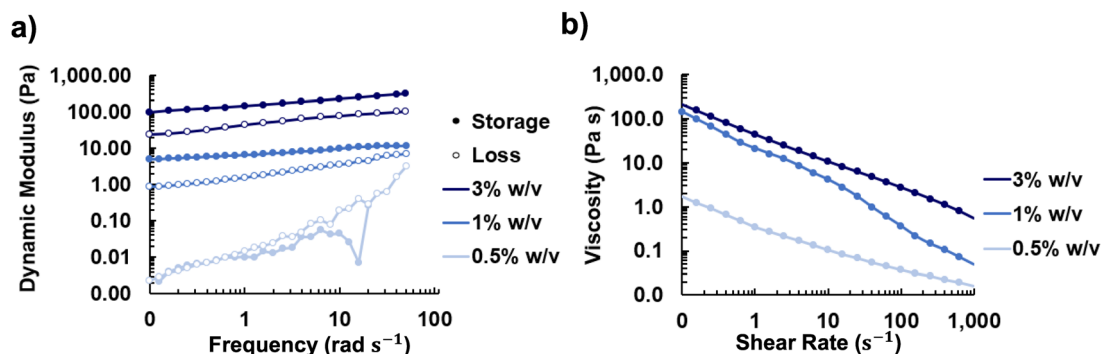 a)
Dynamic Modulus (Pa)
1,000.00
100.00
10.00
1.00
0.10
0.01
0.00
0
1
10
100
Frequency (rad s⁻¹)
Storage
Loss
3% w/v
1% w/v
0.5% w/v
b)
Viscosity (Pa s)
1,000.0
100.0
10.0
1.0
0.1
0.0
0
1
10
100
1,000
Shear Rate (s⁻¹)
3% w/v
1% w/v
0.5% w/v